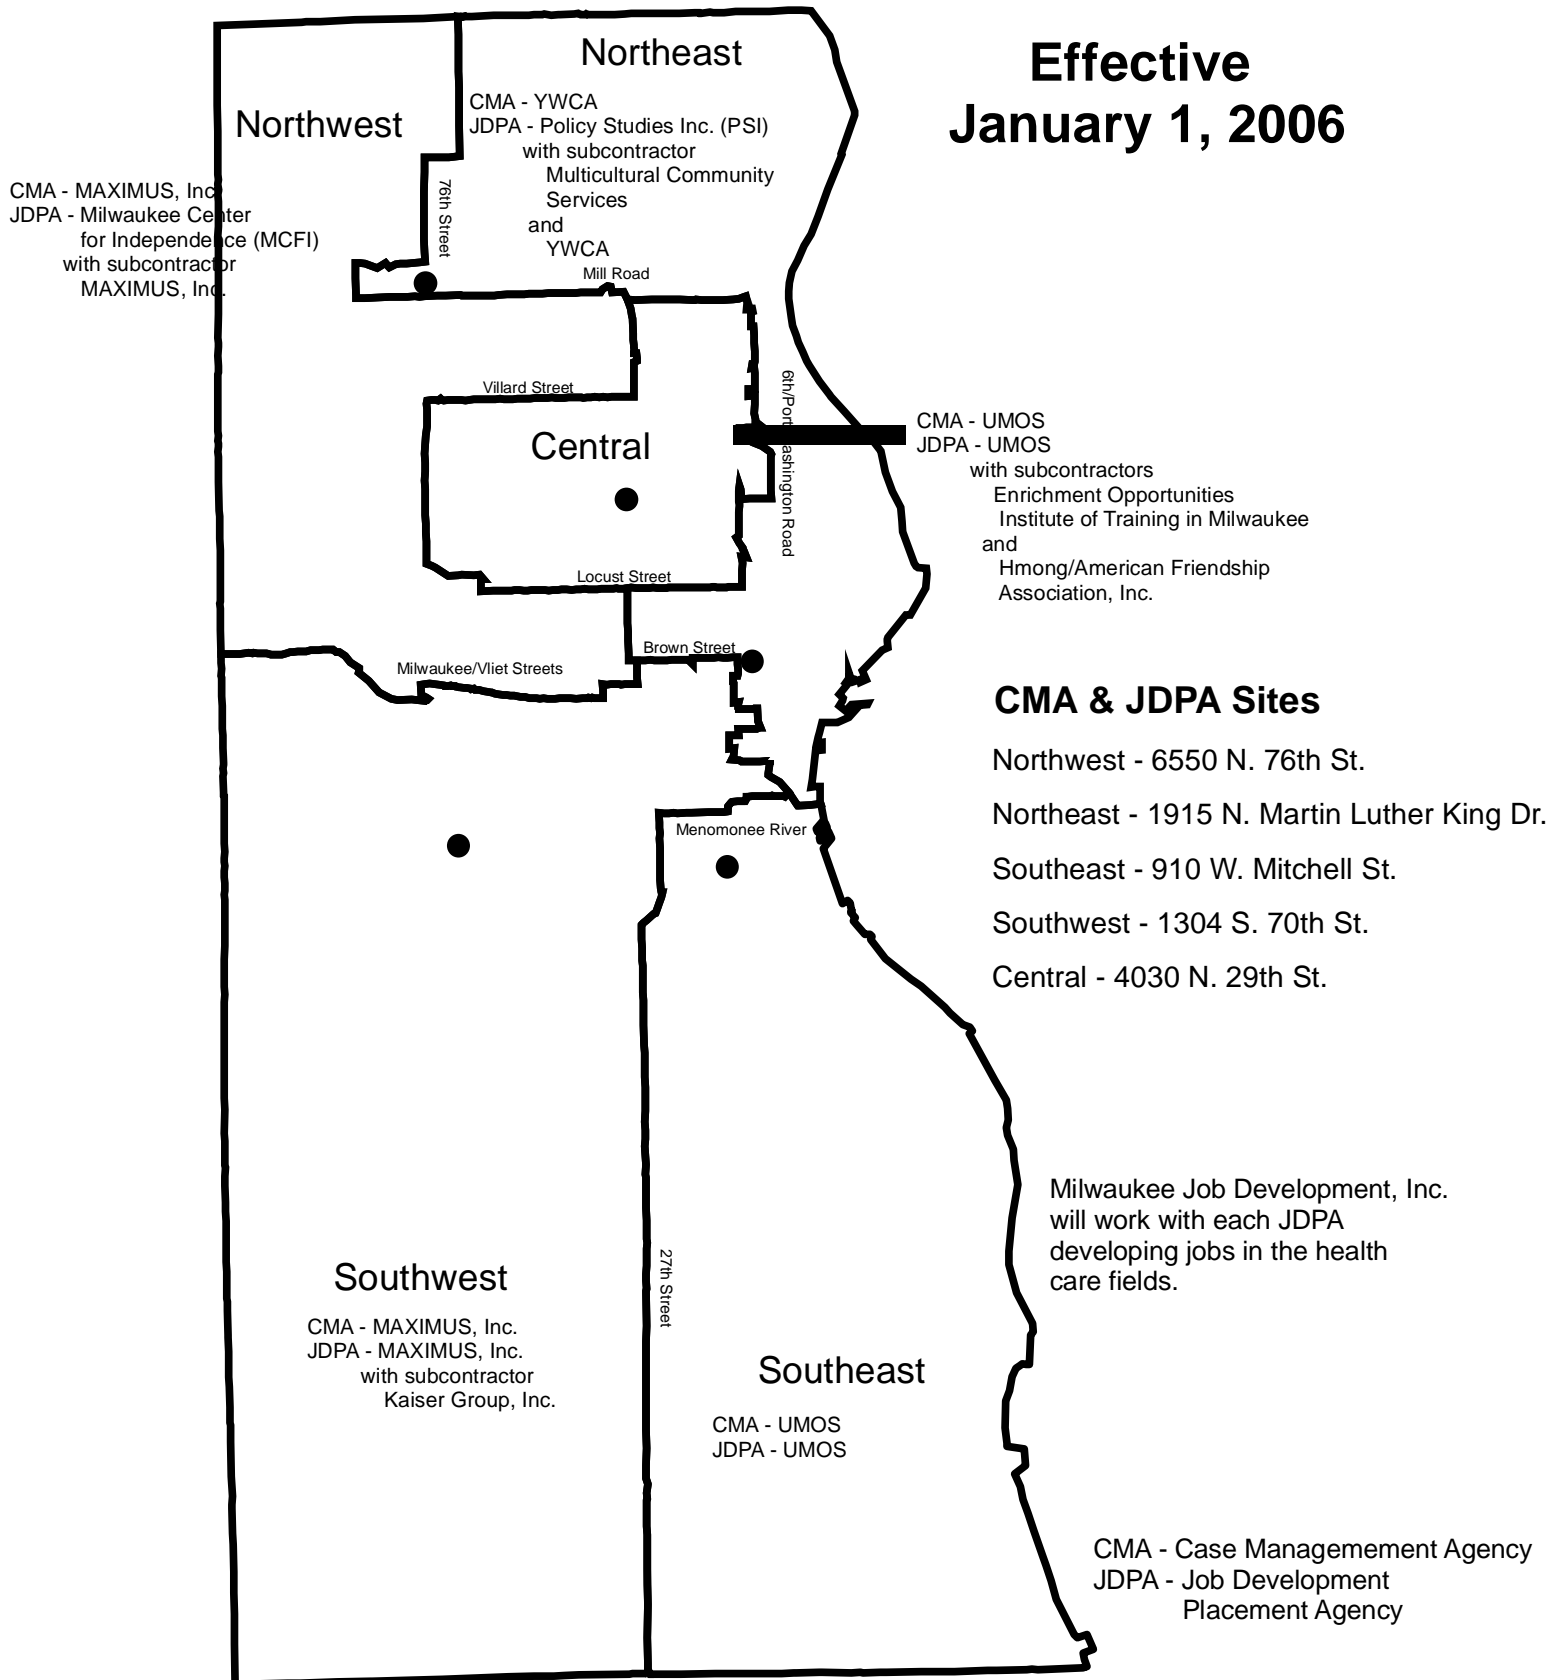 Effective
January 1, 2006
Northeast
CMA - YWCA
JDPA - Policy Studies Inc. (PSI)
with subcontractor
Multicultural Community
Services
and
YWCA
Northwest
CMA - MAXIMUS, Inc.
JDPA - Milwaukee Center
for Independence (MCFI)
with subcontractor
MAXIMUS, Inc.
76th Street
Mill Road
Villard Street
Central
6th/Port Washington Road
CMA - UMOS
JDPA - UMOS
with subcontractors
Enrichment Opportunities
Institute of Training in Milwaukee
and
Hmong/American Friendship
Association, Inc.
Locust Street
Brown Street
Milwaukee/Vliet Streets
Menomonee River
CMA & JDPA Sites
Northwest - 6550 N. 76th St.
Northeast - 1915 N. Martin Luther King Dr.
Southeast - 910 W. Mitchell St.
Southwest - 1304 S. 70th St.
Central - 4030 N. 29th St.
Milwaukee Job Development, Inc.
will work with each JDPA
developing jobs in the health
care fields.
27th Street
Southwest
CMA - MAXIMUS, Inc.
JDPA - MAXIMUS, Inc.
with subcontractor
Kaiser Group, Inc.
Southeast
CMA - UMOS
JDPA - UMOS
CMA - Case Managemement Agency
JDPA - Job Development
Placement Agency